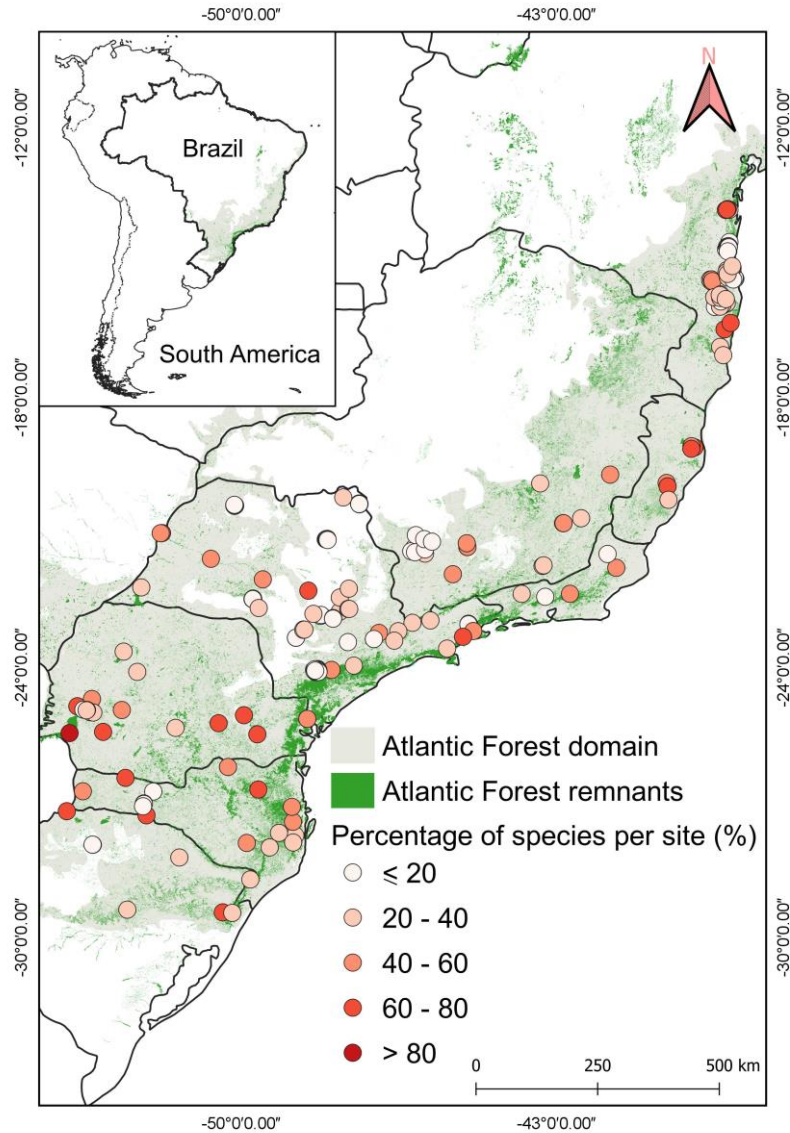 -50°0'0.00"
-43°0'0.00"
-12°0'0.00"
-12°0'0.00"
N
Brazil
South America
-18°0'0.00"
-18°0'0.00"
-24°0'0.00"
-24°0'0.00"
Atlantic Forest domain
Atlantic Forest remnants
Percentage of species per site (%)
≤ 20
20 - 40
40 - 60
60 - 80
> 80
-30°0'0.00"
-30°0'0.00"
0 250 500 km
-50°0'0.00"
-43°0'0.00"